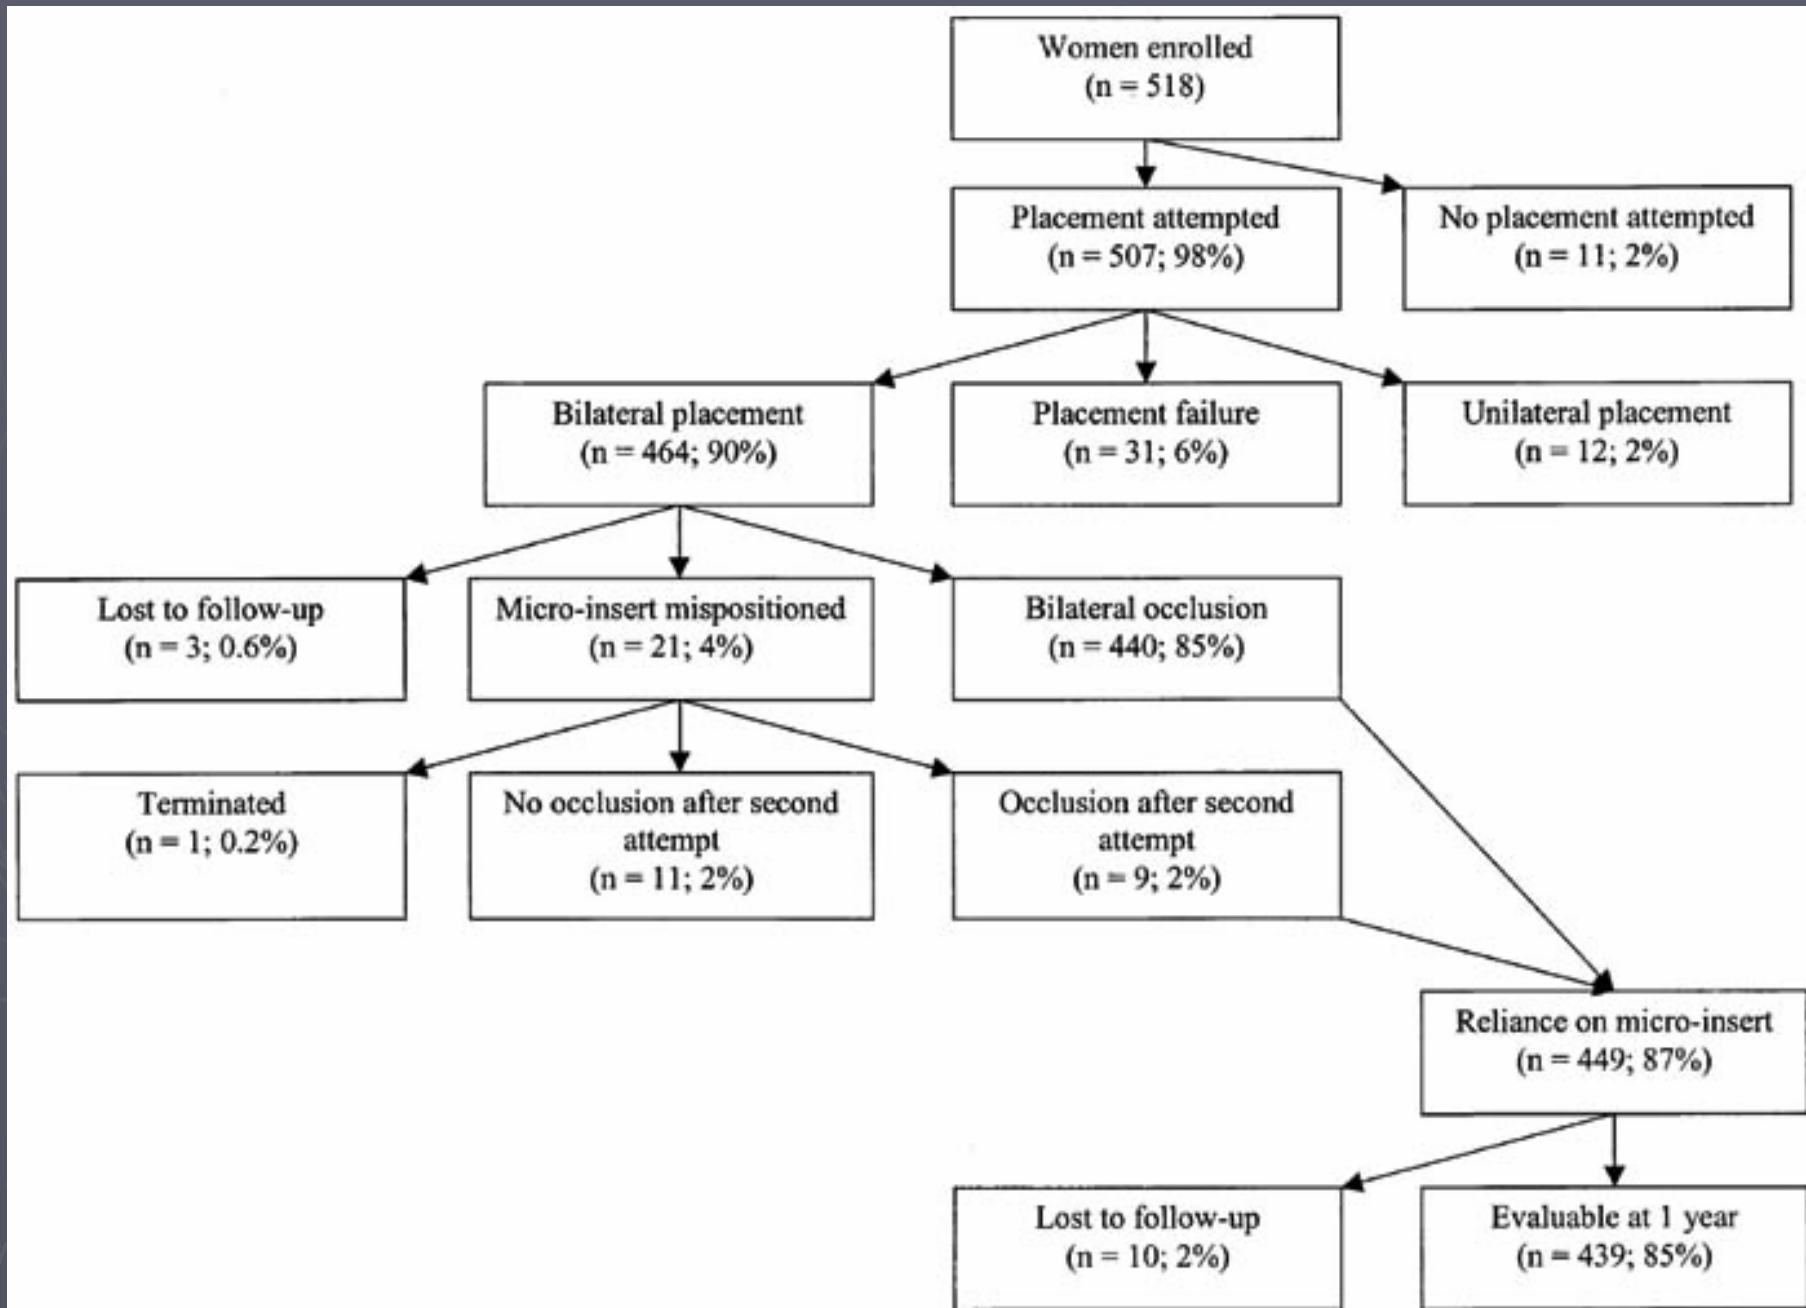 Women enrolled
(n = 518)
Placement attempted
(n = 507; 98%)
No placement attempted
(n = 11; 2%)
Bilateral placement
(n = 464; 90%)
Placement failure
(n = 31; 6%)
Unilateral placement
(n = 12; 2%)
Lost to follow-up
(n = 3; 0.6%)
Micro-insert mispositioned
(n = 21; 4%)
Bilateral occlusion
(n = 440; 85%)
Terminated
(n = 1; 0.2%)
No occlusion after second
attempt
(n = 11; 2%)
Occlusion after second
attempt
(n = 9; 2%)
Reliance on micro-insert
(n = 449; 87%)
Lost to follow-up
(n = 10; 2%)
Evaluable at 1 year
(n = 439; 85%)